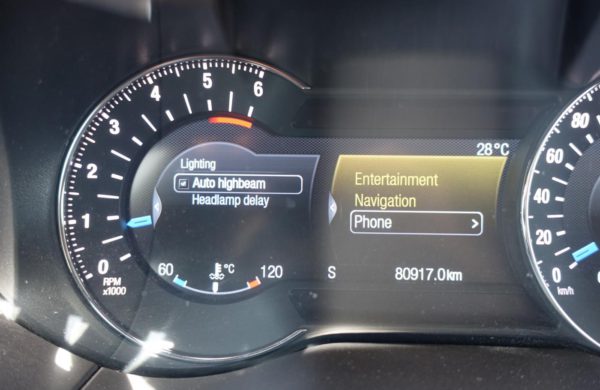 5
6
4
3
2
1
0
RPM
x1000
Lighting
Auto highbeam
Headlamp delay
60
°C
120
28°C
Entertainment
Navigation
Phone >
S
80917.0km
80
60
40
20
0
km/h